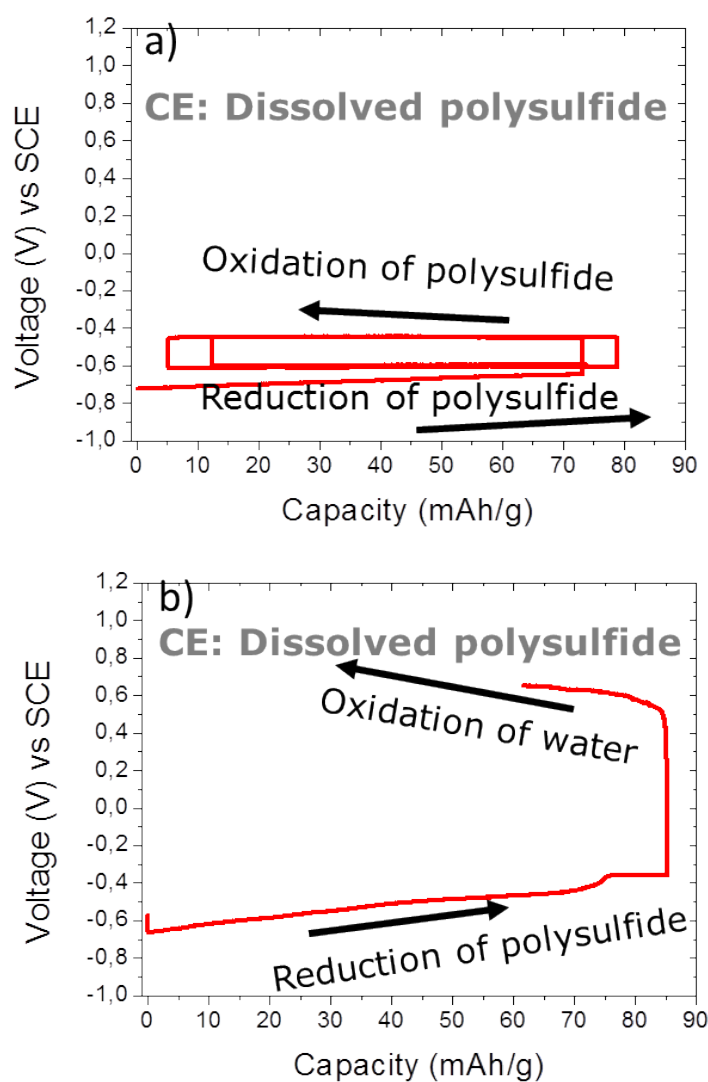 a)
CE: Dissolved polysulfide
Voltage (V) vs SCE
1,2
1,0
0,8
0,6
0,4
0,2
0,0
-0,2
-0,4
-0,6
-0,8
-1,0
Oxidation of polysulfide
Reduction of polysulfide
0 10 20 30 40 50 60 70 80 90
Capacity (mAh/g)
b)
CE: Dissolved polysulfide
Voltage (V) vs SCE
1,2
1,0
0,8
0,6
0,4
0,2
0,0
-0,2
-0,4
-0,6
-0,8
-1,0
Oxidation of water
Reduction of polysulfide
0 10 20 30 40 50 60 70 80 90
Capacity (mAh/g)